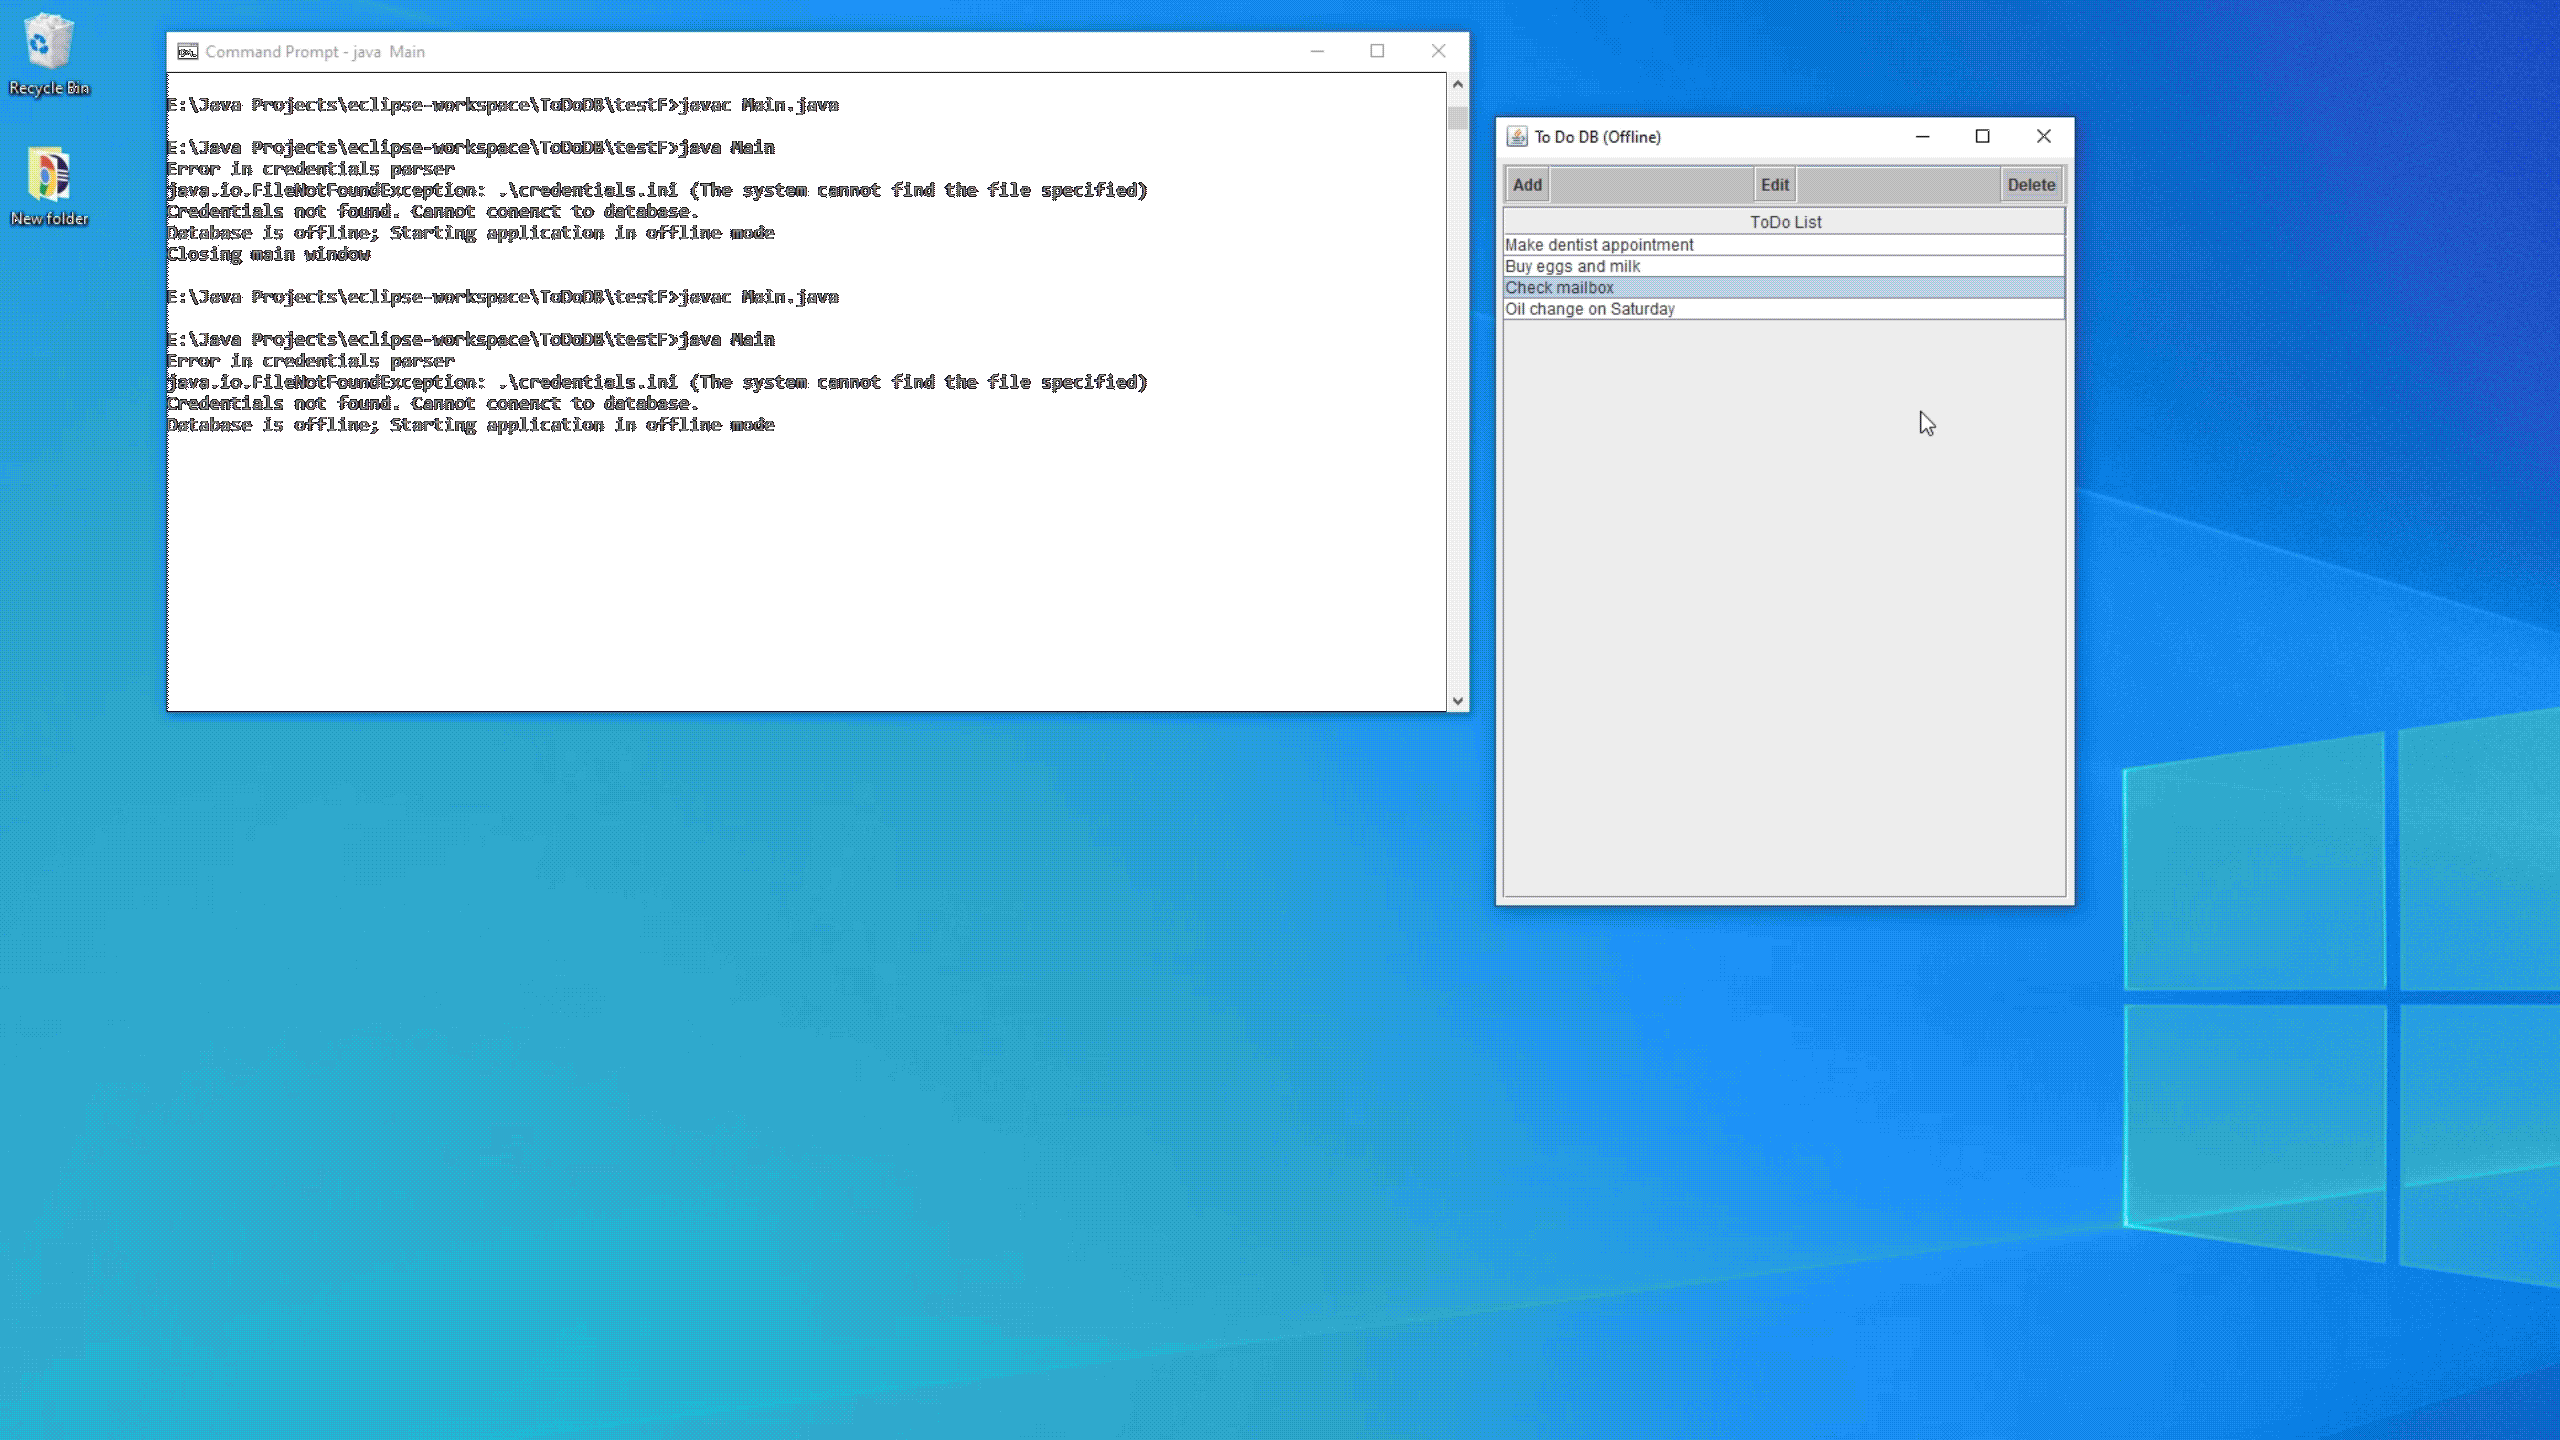 Recycle Bin
New folder
Command Prompt - java  Main
E:\Java Projects\eclipse-workspace\ToDoDB\testF>javac Main.java
E:\Java Projects\eclipse-workspace\ToDoDB\testF>java Main
Error in credentials parser
java.io.FileNotFoundException: .\credentials.ini (The system cannot find the file specified)
Credentials not found. Cannot conenct to database.
Database is offline; Starting application in offline mode
Closing main window
E:\Java Projects\eclipse-workspace\ToDoDB\testF>javac Main.java
E:\Java Projects\eclipse-workspace\ToDoDB\testF>java Main
Error in credentials parser
java.io.FileNotFoundException: .\credentials.ini (The system cannot find the file specified)
Credentials not found. Cannot conenct to database.
Database is offline; Starting application in offline mode
To Do DB (Offline)
Add Edit Delete
ToDo List
Make dentist appointment
Buy eggs and milk
Check mailbox
Oil change on Saturday